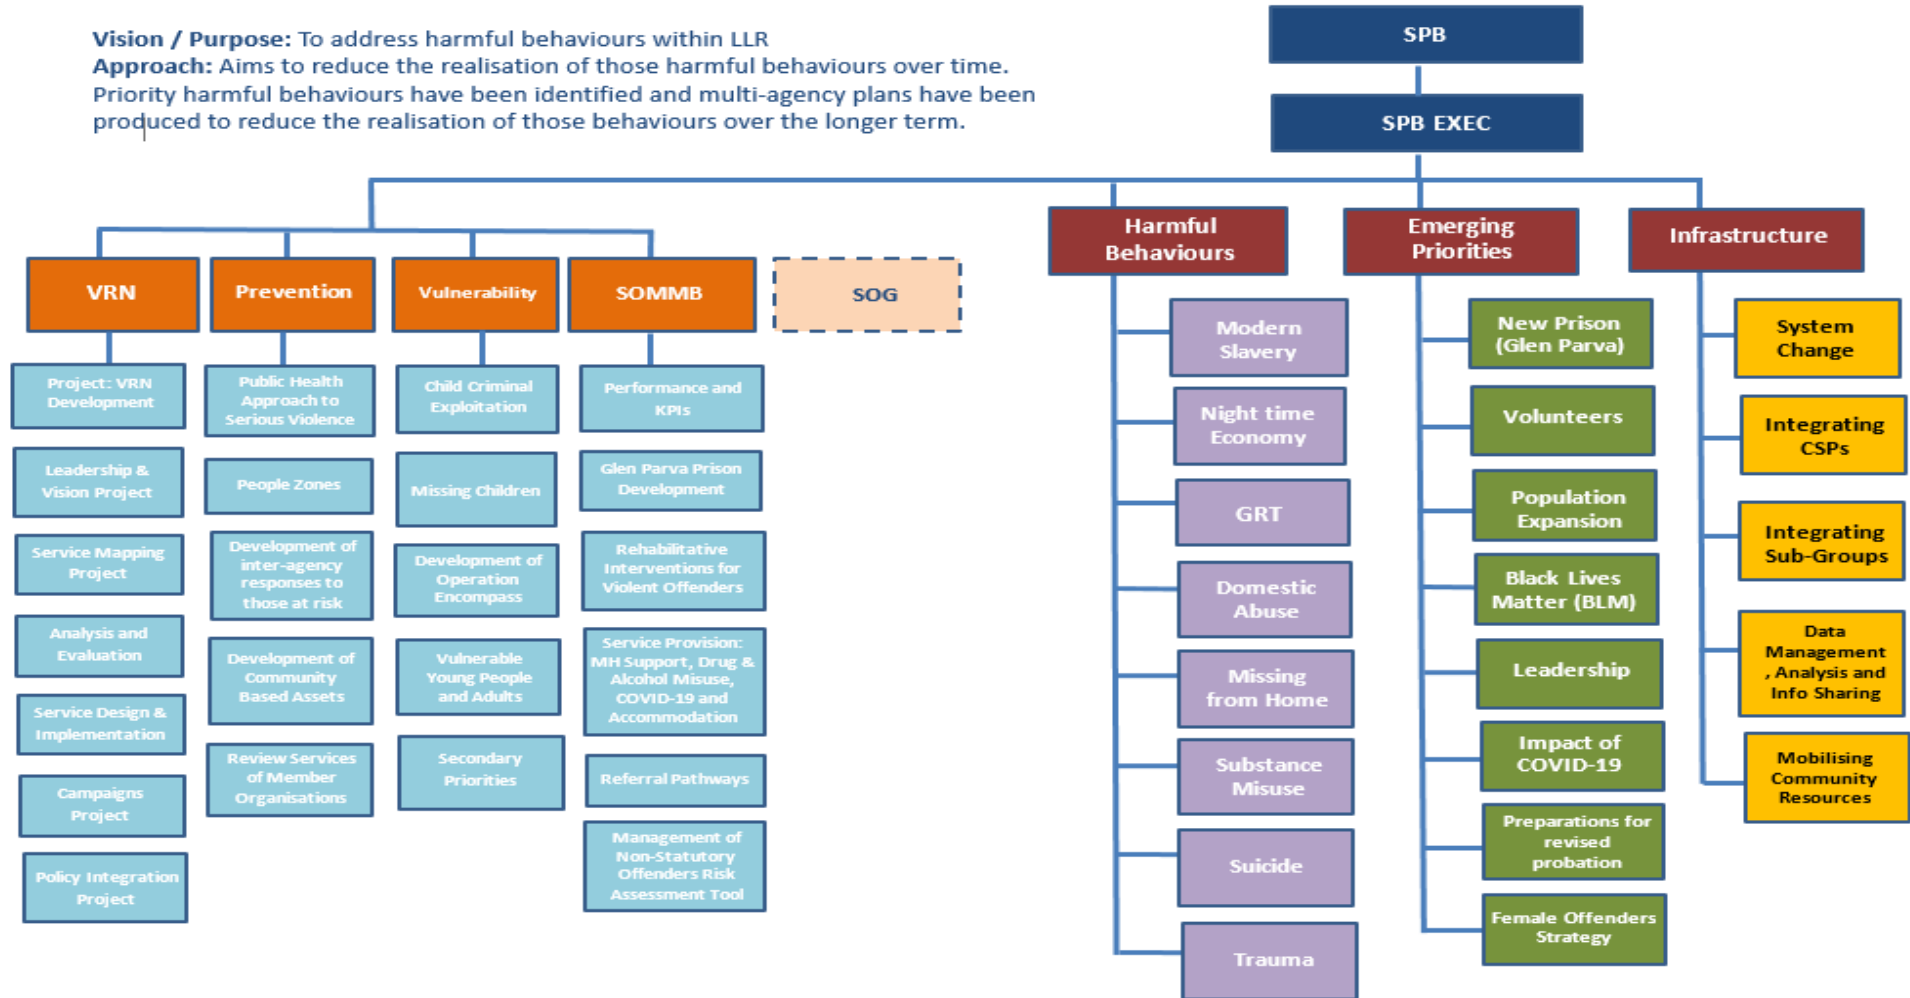 Vision / Purpose: To address harmful behaviours within LLR
Approach: Aims to reduce the realisation of those harmful behaviours over time.
Priority harmful behaviours have been identified and multi-agency plans have been
produced to reduce the realisation of those behaviours over the longer term.
SPB
SPB EXEC
VRN
Project: VRN
Development
Leadership &
Vision Project
Service Mapping
Project
Analysis and
Evaluation
Service Design &
Implementation
Campaigns
Project
Policy Integration
Project
Prevention
Public Health
Approach to
Serious Violence
People Zones
Development of
inter-agency
responses to
those at risk
Development of
Community
Based Assets
Review Services
of Member
Organisations
Vulnerability
Child Criminal
Exploitation
Missing Children
Development of
Operation
Encompass
Vulnerable
Young People
and Adults
Secondary
Priorities
SOMMB
Performance and
KPIs
Glen Parva Prison
Development
Rehabilitative
Interventions for
Violent Offenders
Service Provision:
MH Support, Drug &
Alcohol Misuse,
COVID-19 and
Accommodation
Referral Pathways
Management of
Non-Statutory
Offenders Risk
Assessment Tool
SOG
Harmful
Behaviours
Modern
Slavery
Night time
Economy
GRT
Domestic
Abuse
Missing
from Home
Substance
Misuse
Suicide
Trauma
Emerging
Priorities
New Prison
(Glen Parva)
Volunteers
Population
Expansion
Black Lives
Matter (BLM)
Leadership
Impact of
COVID-19
Preparations for
revised
probation
Female Offenders
Strategy
Infrastructure
System
Change
Integrating
CSPs
Integrating
Sub-Groups
Data
Management
, Analysis and
Info Sharing
Mobilising
Community
Resources